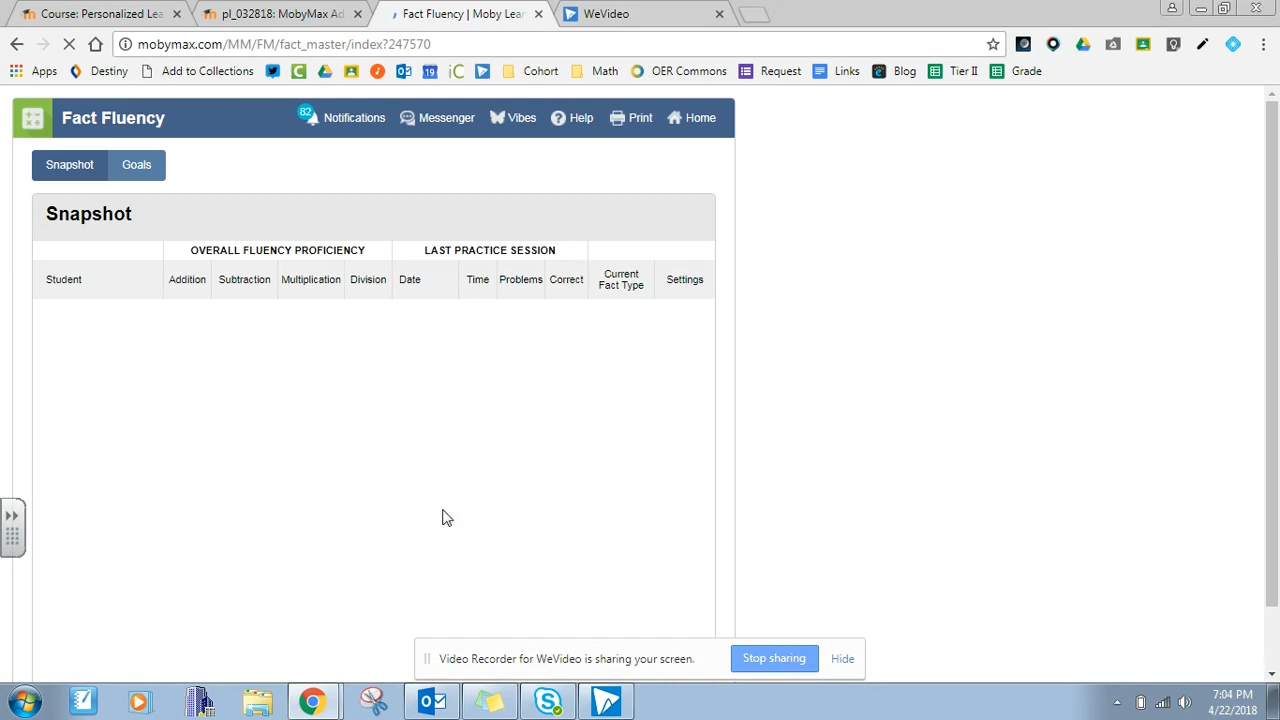 Course: Personalized Lea
pl_032818: MobyMax Ad
Fact Fluency | Moby Lear
WeVideo
mobymax.com/MM/FM/fact_master/index?247570
Apps
Destiny
Add to Collections
19
iC
Cohort
Math
OER Commons
Request
Links
Blog
Tier II
Grade
Fact Fluency
82
Notifications
Messenger
Vibes
Help
Print
Home
Snapshot
Goals
Snapshot
OVERALL FLUENCY PROFICIENCY
LAST PRACTICE SESSION
Student
Addition
Subtraction
Multiplication
Division
Date
Time
Problems
Correct
Current
Fact Type
Settings
Video Recorder for WeVideo is sharing your screen.
Stop sharing
Hide
7:04 PM
4/22/2018